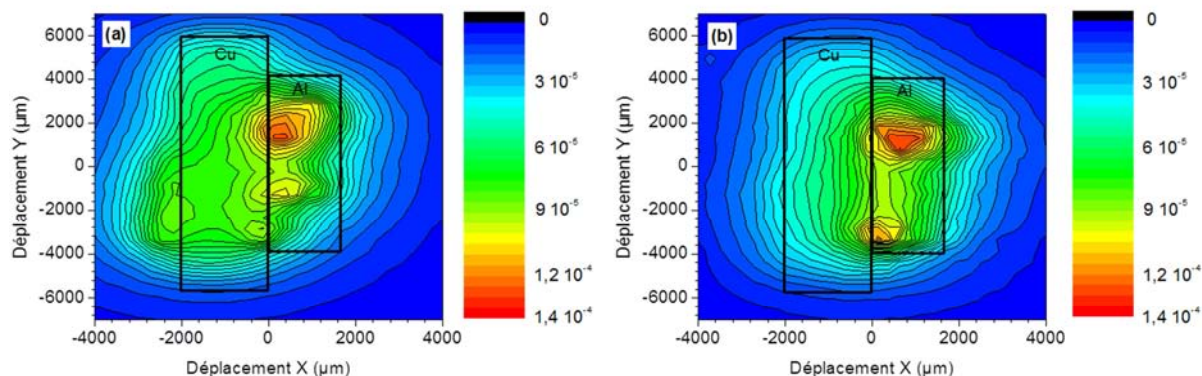 (a)
Cu
Al
Déplacement Y (µm)
6000
4000
2000
0
-2000
-4000
-6000
-4000 -2000 0 2000 4000
Déplacement X (µm)
0
3 10⁻⁵
6 10⁻⁵
9 10⁻⁵
1,2 10⁻⁴
1,4 10⁻⁴
(b)
Cu
Al
Déplacement Y (µm)
6000
4000
2000
0
-2000
-4000
-6000
-4000 -2000 0 2000 4000
Déplacement X (µm)
0
3 10⁻⁵
6 10⁻⁵
9 10⁻⁵
1,2 10⁻⁴
1,4 10⁻⁴